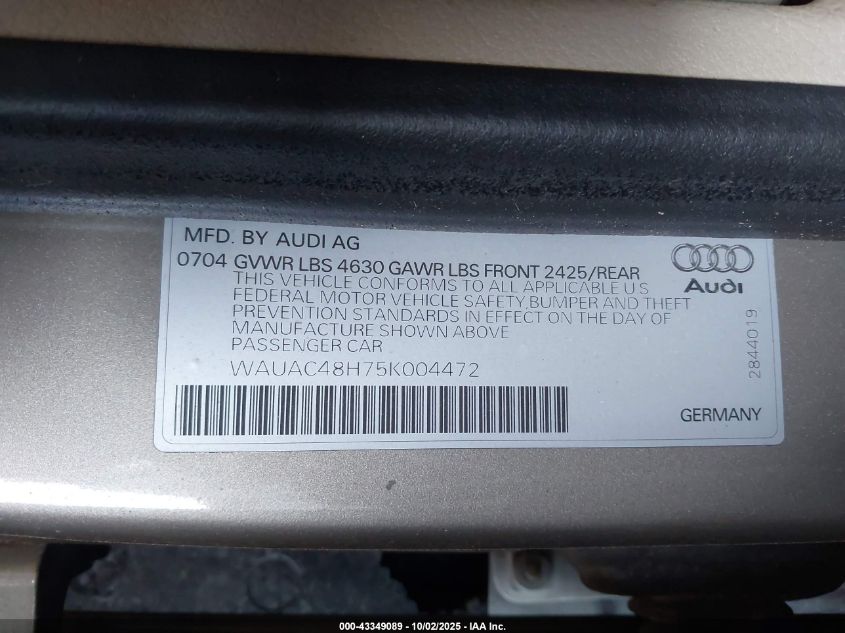 MFD. BY AUDI AG
0704 GVWR LBS 4630 GAWR LBS FRONT 2425/REAR
THIS VEHICLE CONFORMS TO ALL APPLICABLE U S
FEDERAL MOTOR VEHICLE SAFETY,BUMPER AND THEFT
PREVENTION STANDARDS IN EFFECT ON THE DAY OF
MANUFACTURE SHOWN ABOVE
PASSENGER CAR
WAUAC48H75K004472
Audi
2844019
GERMANY
000-43349089 - 10/02/2025 - IAA Inc.